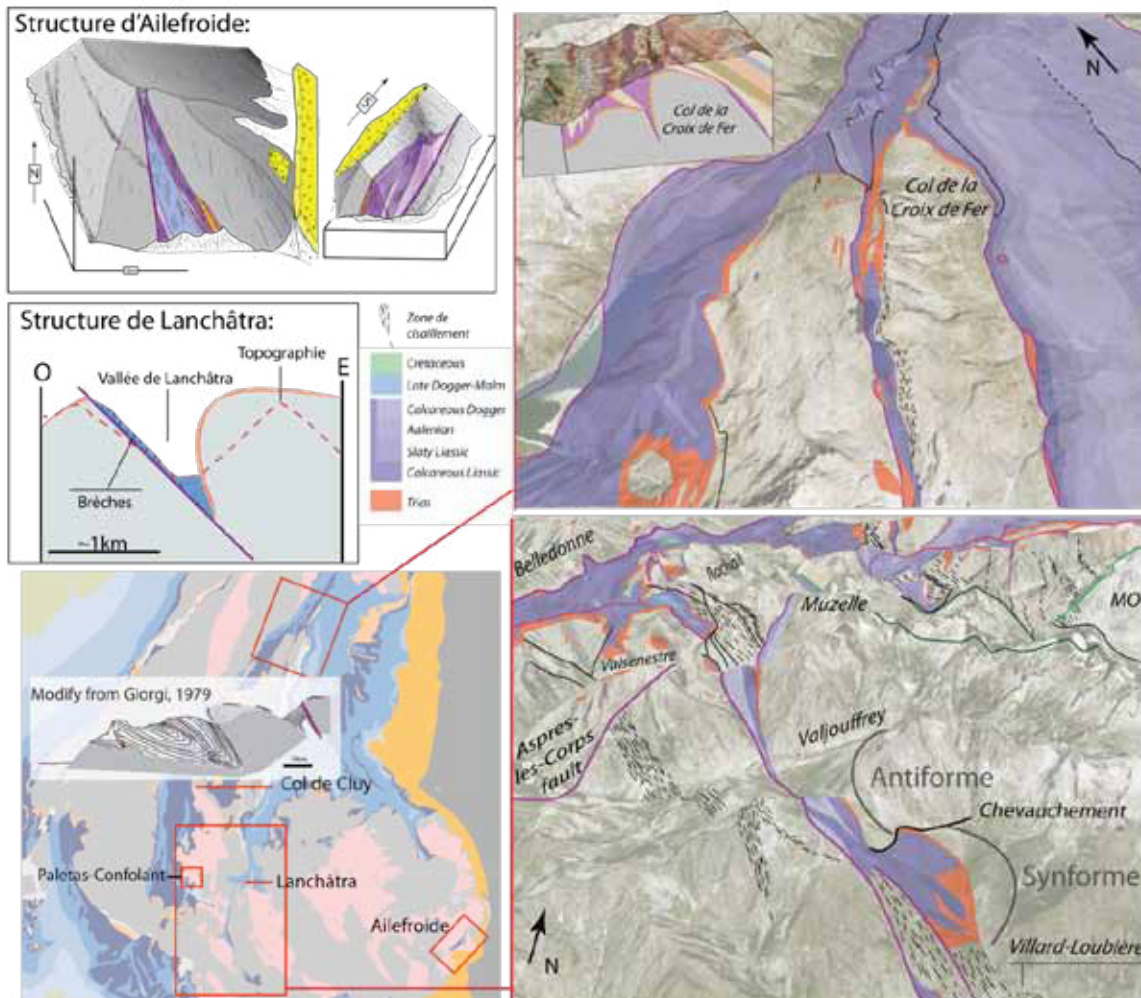 Structure d'Ailefroide:
N
Structure de Lanchâtra:
O
E
Topographie
Vallée de Lanchâtra
Brèches
~1km
Zone de
cisaillement
Cretaceous
Late Dogger-Malm
Calcareous Dogger
Aalenian
Slaty Liassic
Calcareous Liassic
Trias
Col de la
Croix de Fer
Col de la
Croix de Fer
N
Modify from Giorgi, 1979
Col de Cluy
Paletas-Confolant
Lanchâtra
Ailefroide
Belledonne
Rochail
Muzelle
MO
Valsenestre
Aspres-
les-Corps
fault
Valjouffrey
Antiforme
Chevauchement
Synforme
Villard-Loubière
N